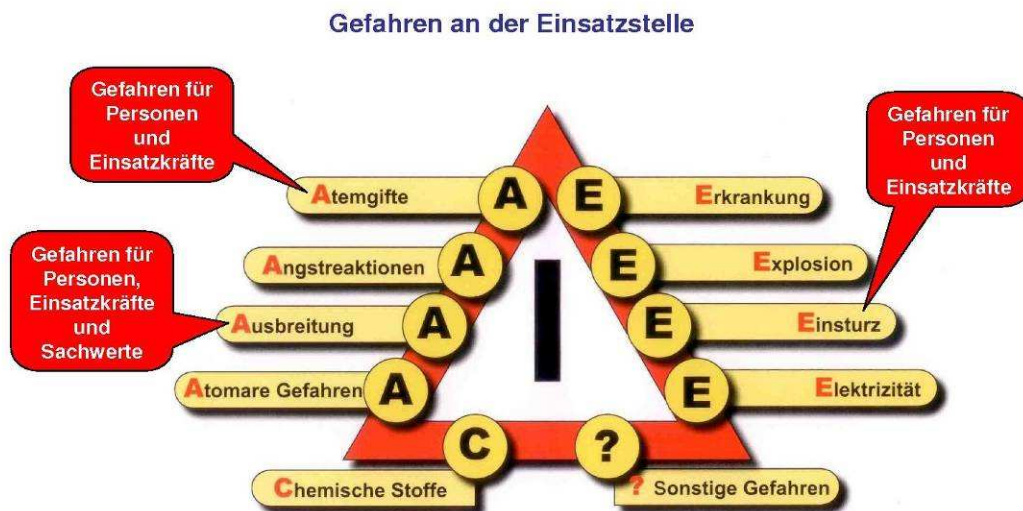 Gefahren an der Einsatzstelle
Gefahren für
Personen
und
Einsatzkräfte
Gefahren für
Personen
und
Einsatzkräfte
Atemgifte
A
E
Erkrankung
Gefahren für
Personen,
Einsatzkräfte
und
Sachwerte
Angstreaktionen
A
E
Explosion
Ausbreitung
A
E
Einsturz
Atomare Gefahren
A
E
Elektrizität
C
?
Chemische Stoffe
? Sonstige Gefahren